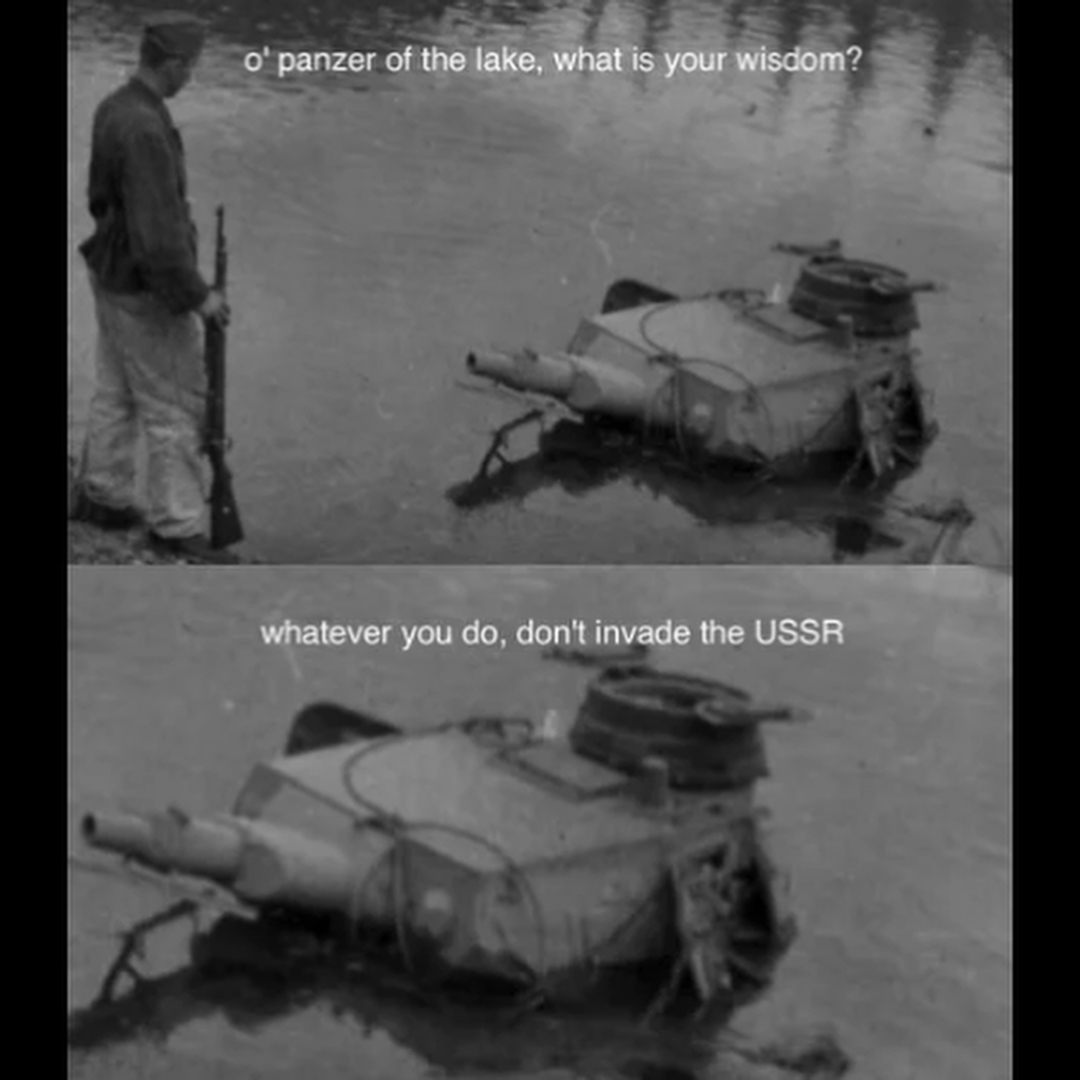 o' panzer of the lake, what is your wisdom?
whatever you do, don't invade the USSR